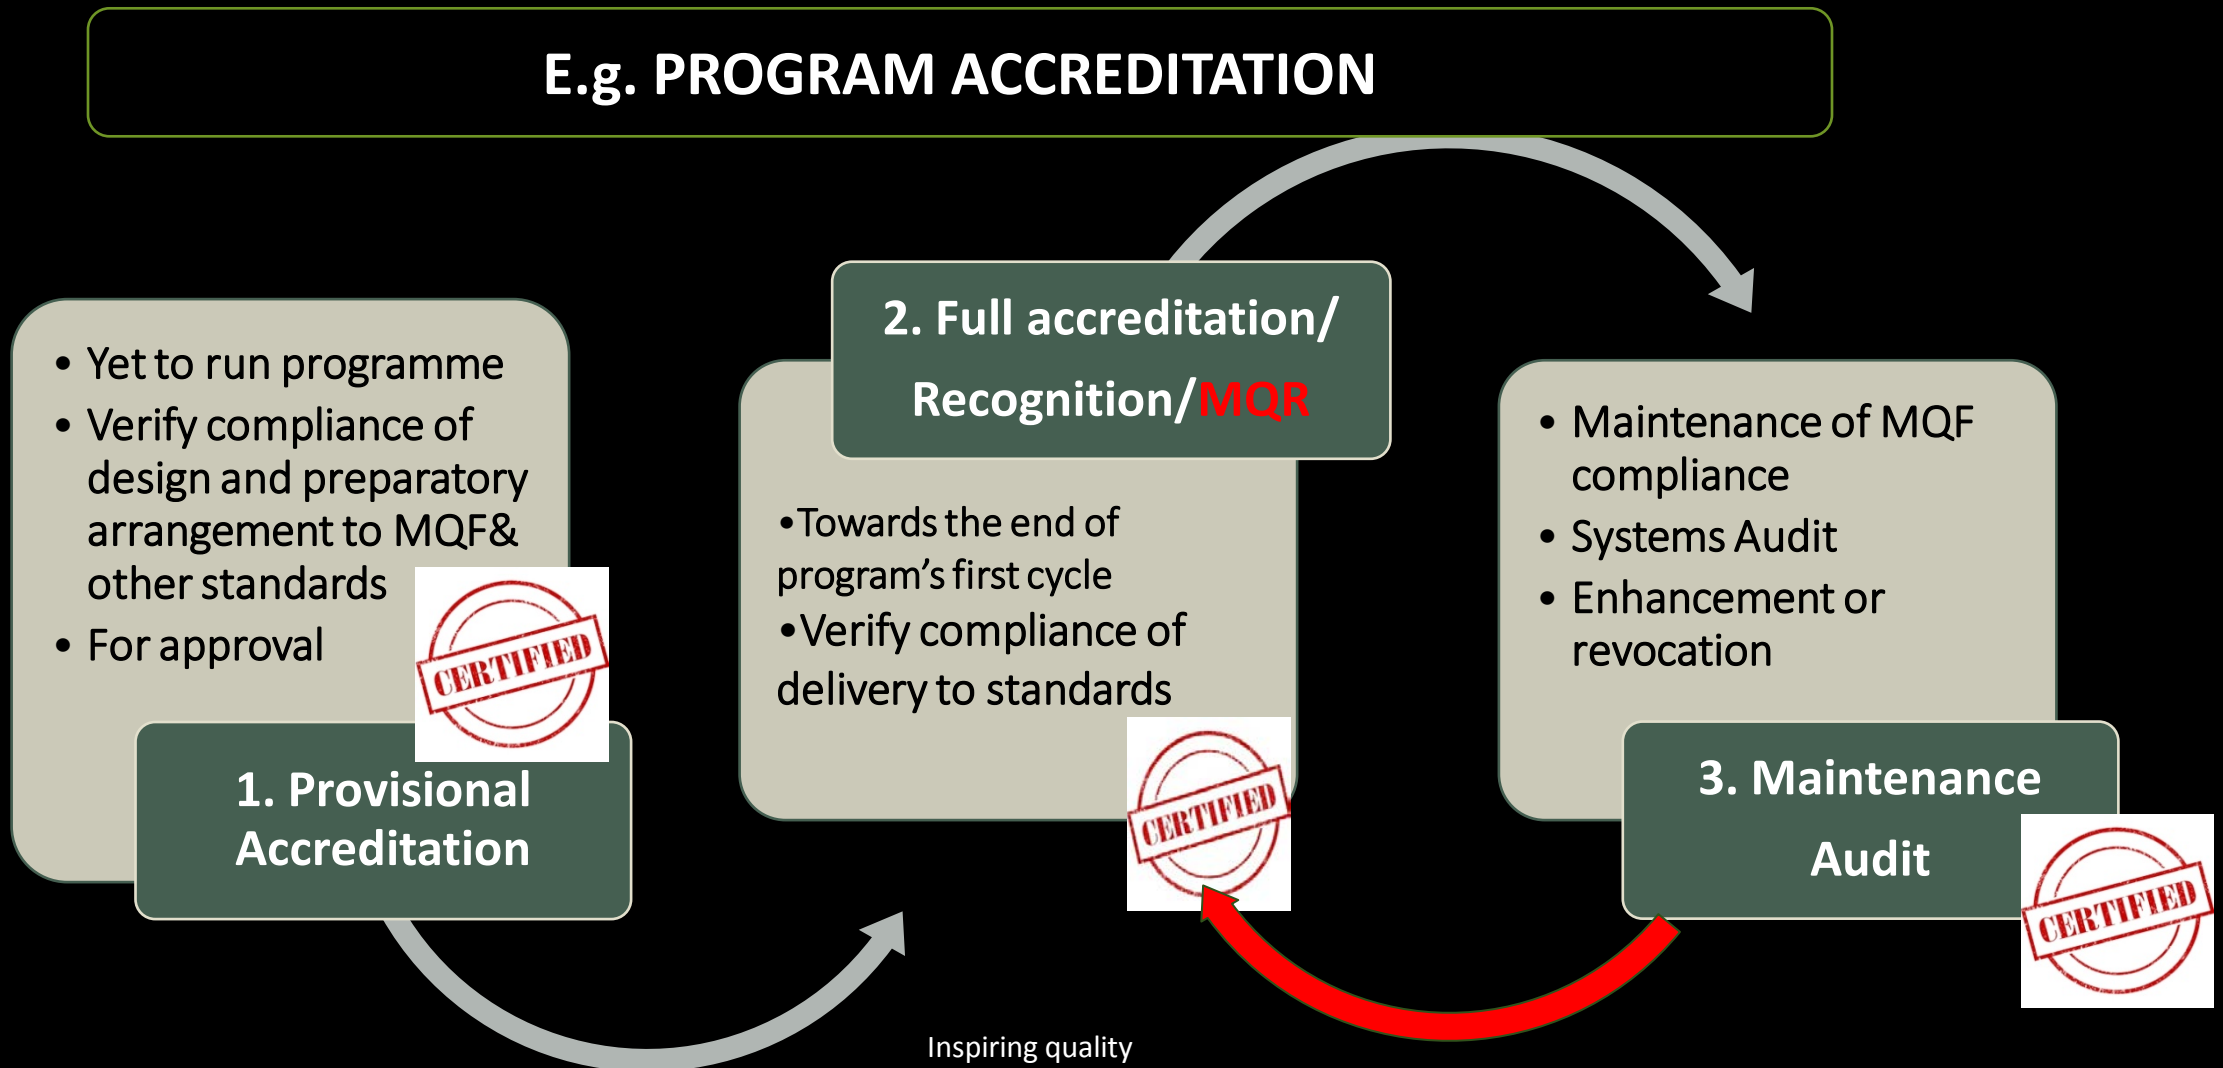 E.g. PROGRAM ACCREDITATION
• Yet to run programme
• Verify compliance of
design and preparatory
arrangement to MQF&
other standards
• For approval
CERTIFIED
1. Provisional
Accreditation
2. Full accreditation/
Recognition/MQR
•Towards the end of
program's first cycle
•Verify compliance of
delivery to standards
CERTIFIED
• Maintenance of MQF
compliance
• Systems Audit
• Enhancement or
revocation
3. Maintenance
Audit
CERTIFIED
Inspiring quality